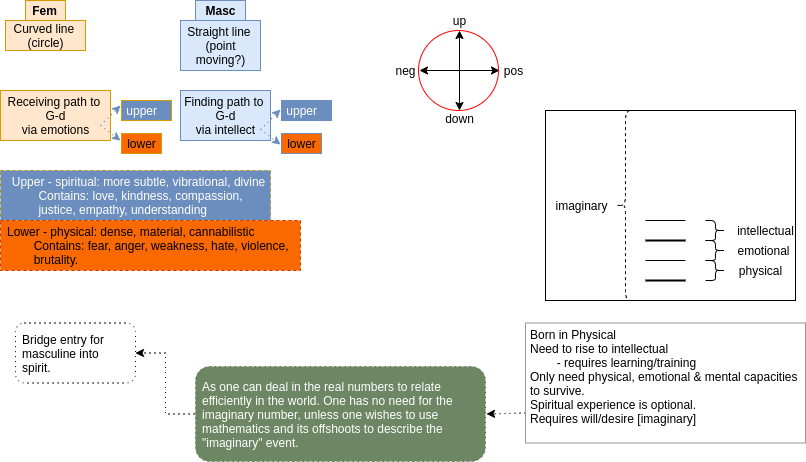 Fem
Curved line
(circle)
Masc
Straight line
(point
moving?)
up
neg
pos
down
Receiving path to
G-d
via emotions
upper
lower
Finding path to
G-d
via intellect
upper
lower
Upper - spiritual: more subtle, vibrational, divine
Contains: love, kindness, compassion,
justice, empathy, understanding
Lower - physical: dense, material, cannabilistic
Contains: fear, anger, weakness, hate, violence,
brutality.
imaginary
intellectual
emotional
physical
Bridge entry for
masculine into
spirit.
As one can deal in the real numbers to relate
efficiently in the world. One has no need for the
imaginary number, unless one wishes to use
mathematics and its offshoots to describe the
"imaginary" event.
Born in Physical
Need to rise to intellectual
- requires learning/training
Only need physical, emotional & mental capacities
to survive.
Spiritual experience is optional.
Requires will/desire [imaginary]